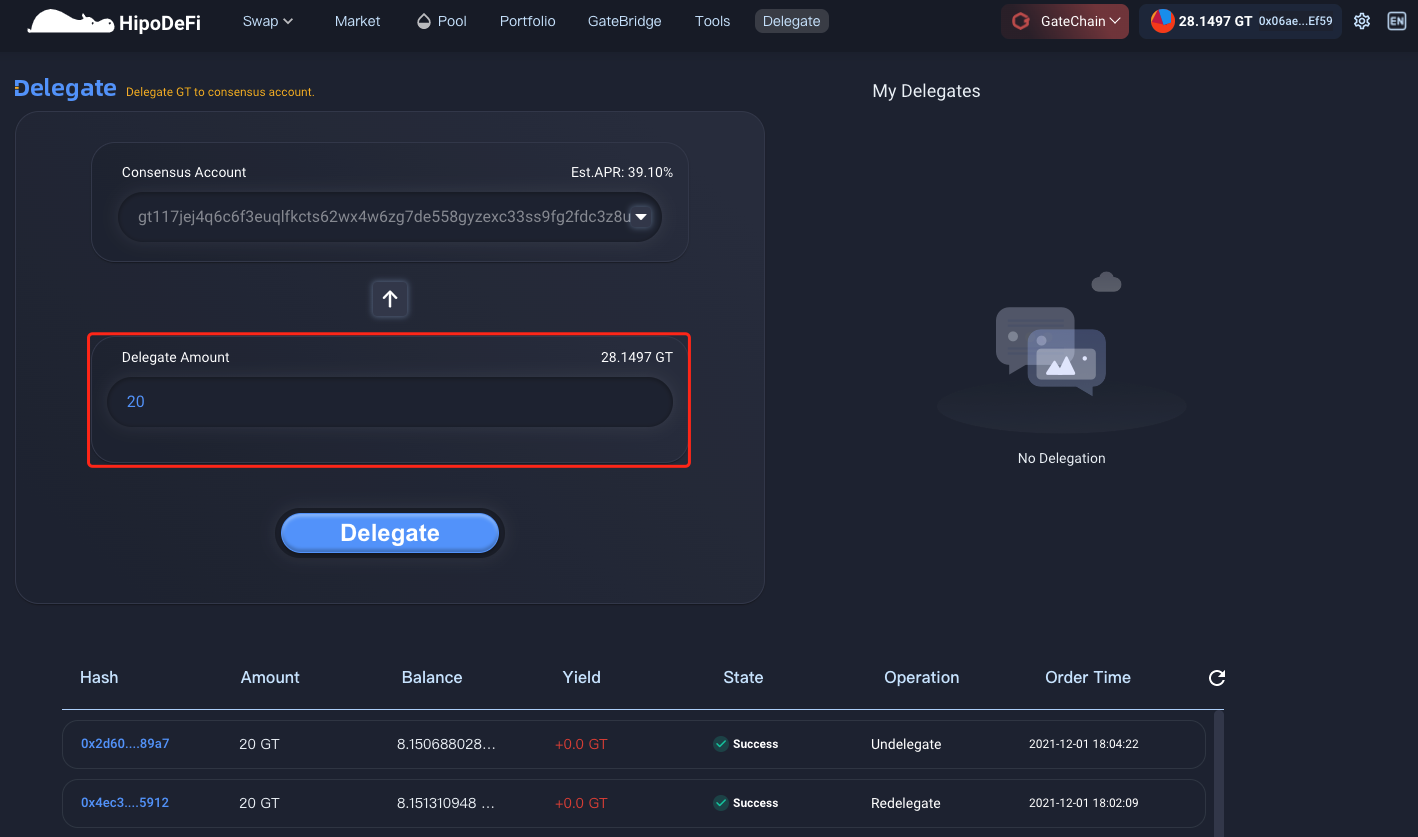 HipoDeFi Swap Market Pool Portfolio GateBridge Tools Delegate GateChain 28.1497 GT 0x06ae...Ef59 EN
Delegate Delegate GT to consensus account.
My Delegates
Consensus Account Est.APR: 39.10%
gt117jej4q6c6f3euqlfkcts62wx4w6zg7de558gyzexc33ss9fg2fdc3z8u
Delegate Amount 28.1497 GT
20
No Delegation
Delegate
Hash Amount Balance Yield State Operation Order Time
0x2d60....89a7 20 GT 8.150688028... +0.0 GT Success Undelegate 2021-12-01 18:04:22
0x4ec3....5912 20 GT 8.151310948 ... +0.0 GT Success Redelegate 2021-12-01 18:02:09